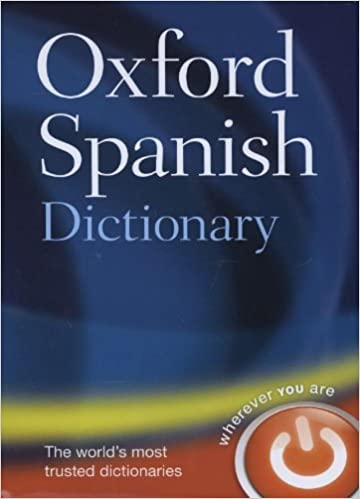 Oxford
Spanish
Dictionary
wherever YOU are
The world's most
trusted dictionaries